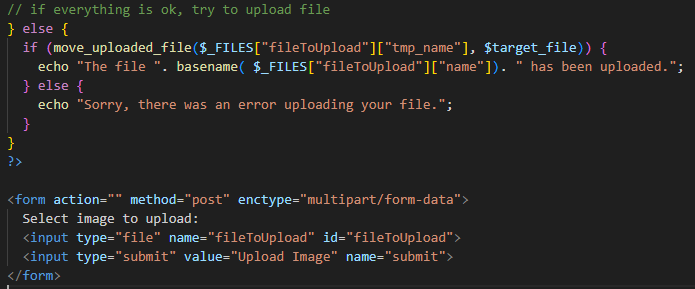 // if everything is ok, try to upload file
} else {
if (move_uploaded_file($_FILES["fileToUpload"]["tmp_name"], $target_file)) {
echo "The file ". basename( $_FILES["fileToUpload"]["name"]). " has been uploaded.";
} else {
echo "Sorry, there was an error uploading your file.";
}
}
?>
<form action="" method="post" enctype="multipart/form-data">
Select image to upload:
<input type="file" name="fileToUpload" id="fileToUpload">
<input type="submit" value="Upload Image" name="submit">
</form>